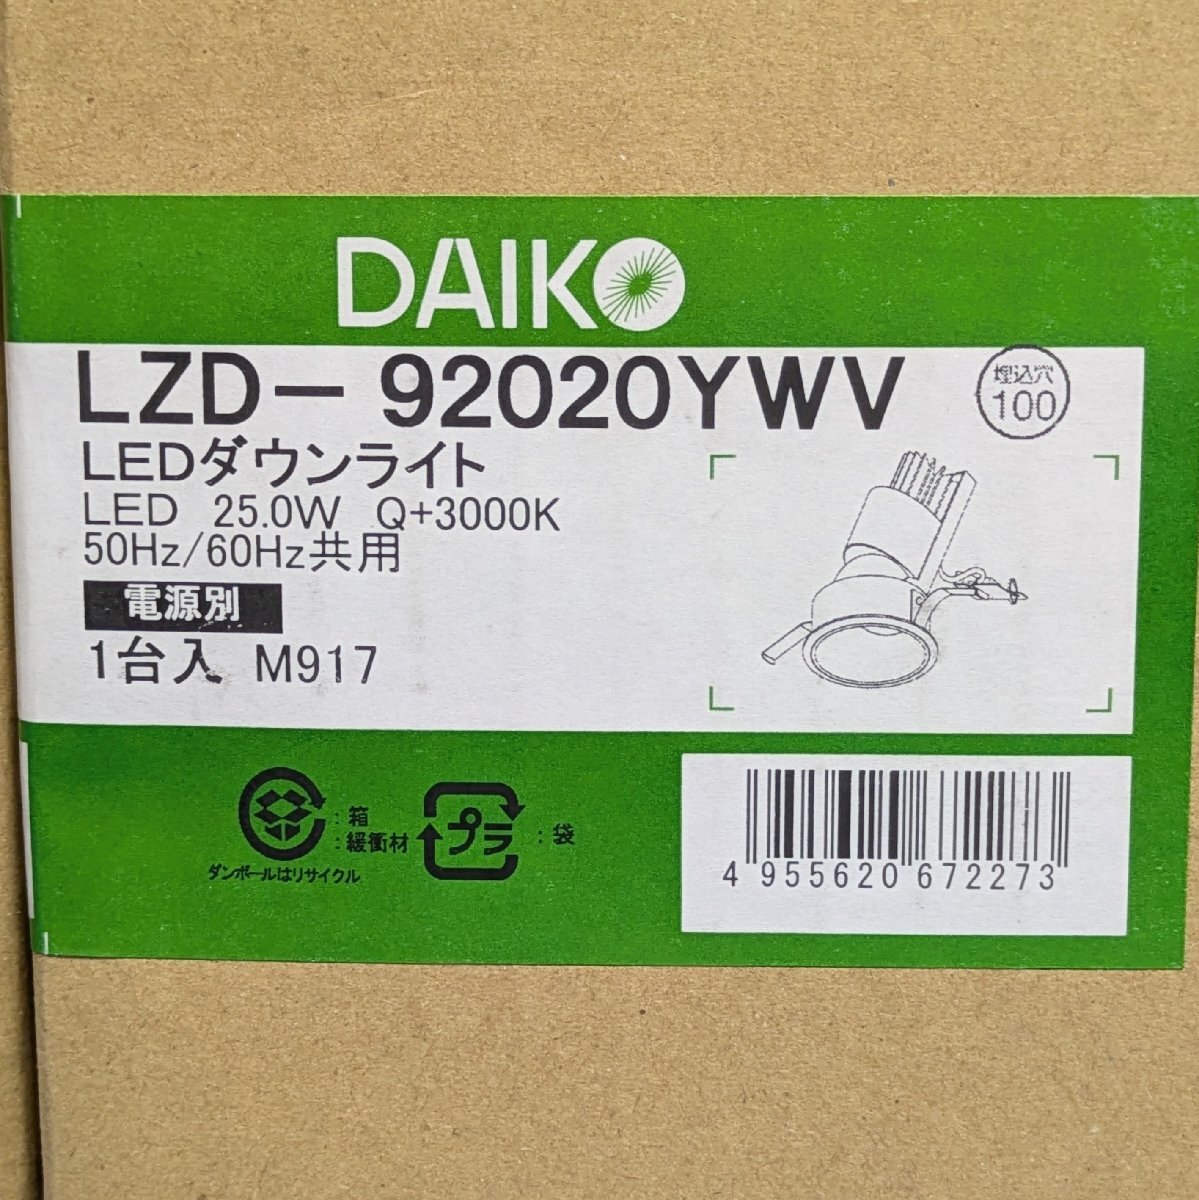 DAIKO
LZD-92020YWV
埋込穴
100
LEDダウンライト
LED 25.0W Q+3000K
50Hz/60Hz共用
電源別
1台入 M917
:箱
:緩衝材
ダンボールはリサイクル
プラ
:袋
4 955620 672273